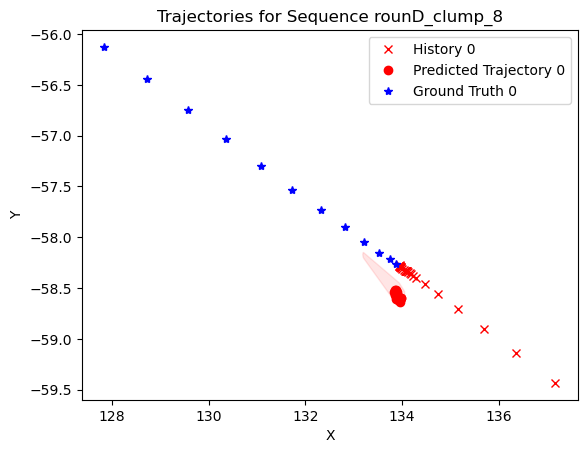 Trajectories for Sequence rounD_clump_8
History 0
Predicted Trajectory 0
Ground Truth 0
−56.0
−56.5
−57.0
−57.5
−58.0
−58.5
−59.0
−59.5
Y
128
130
132
134
136
X